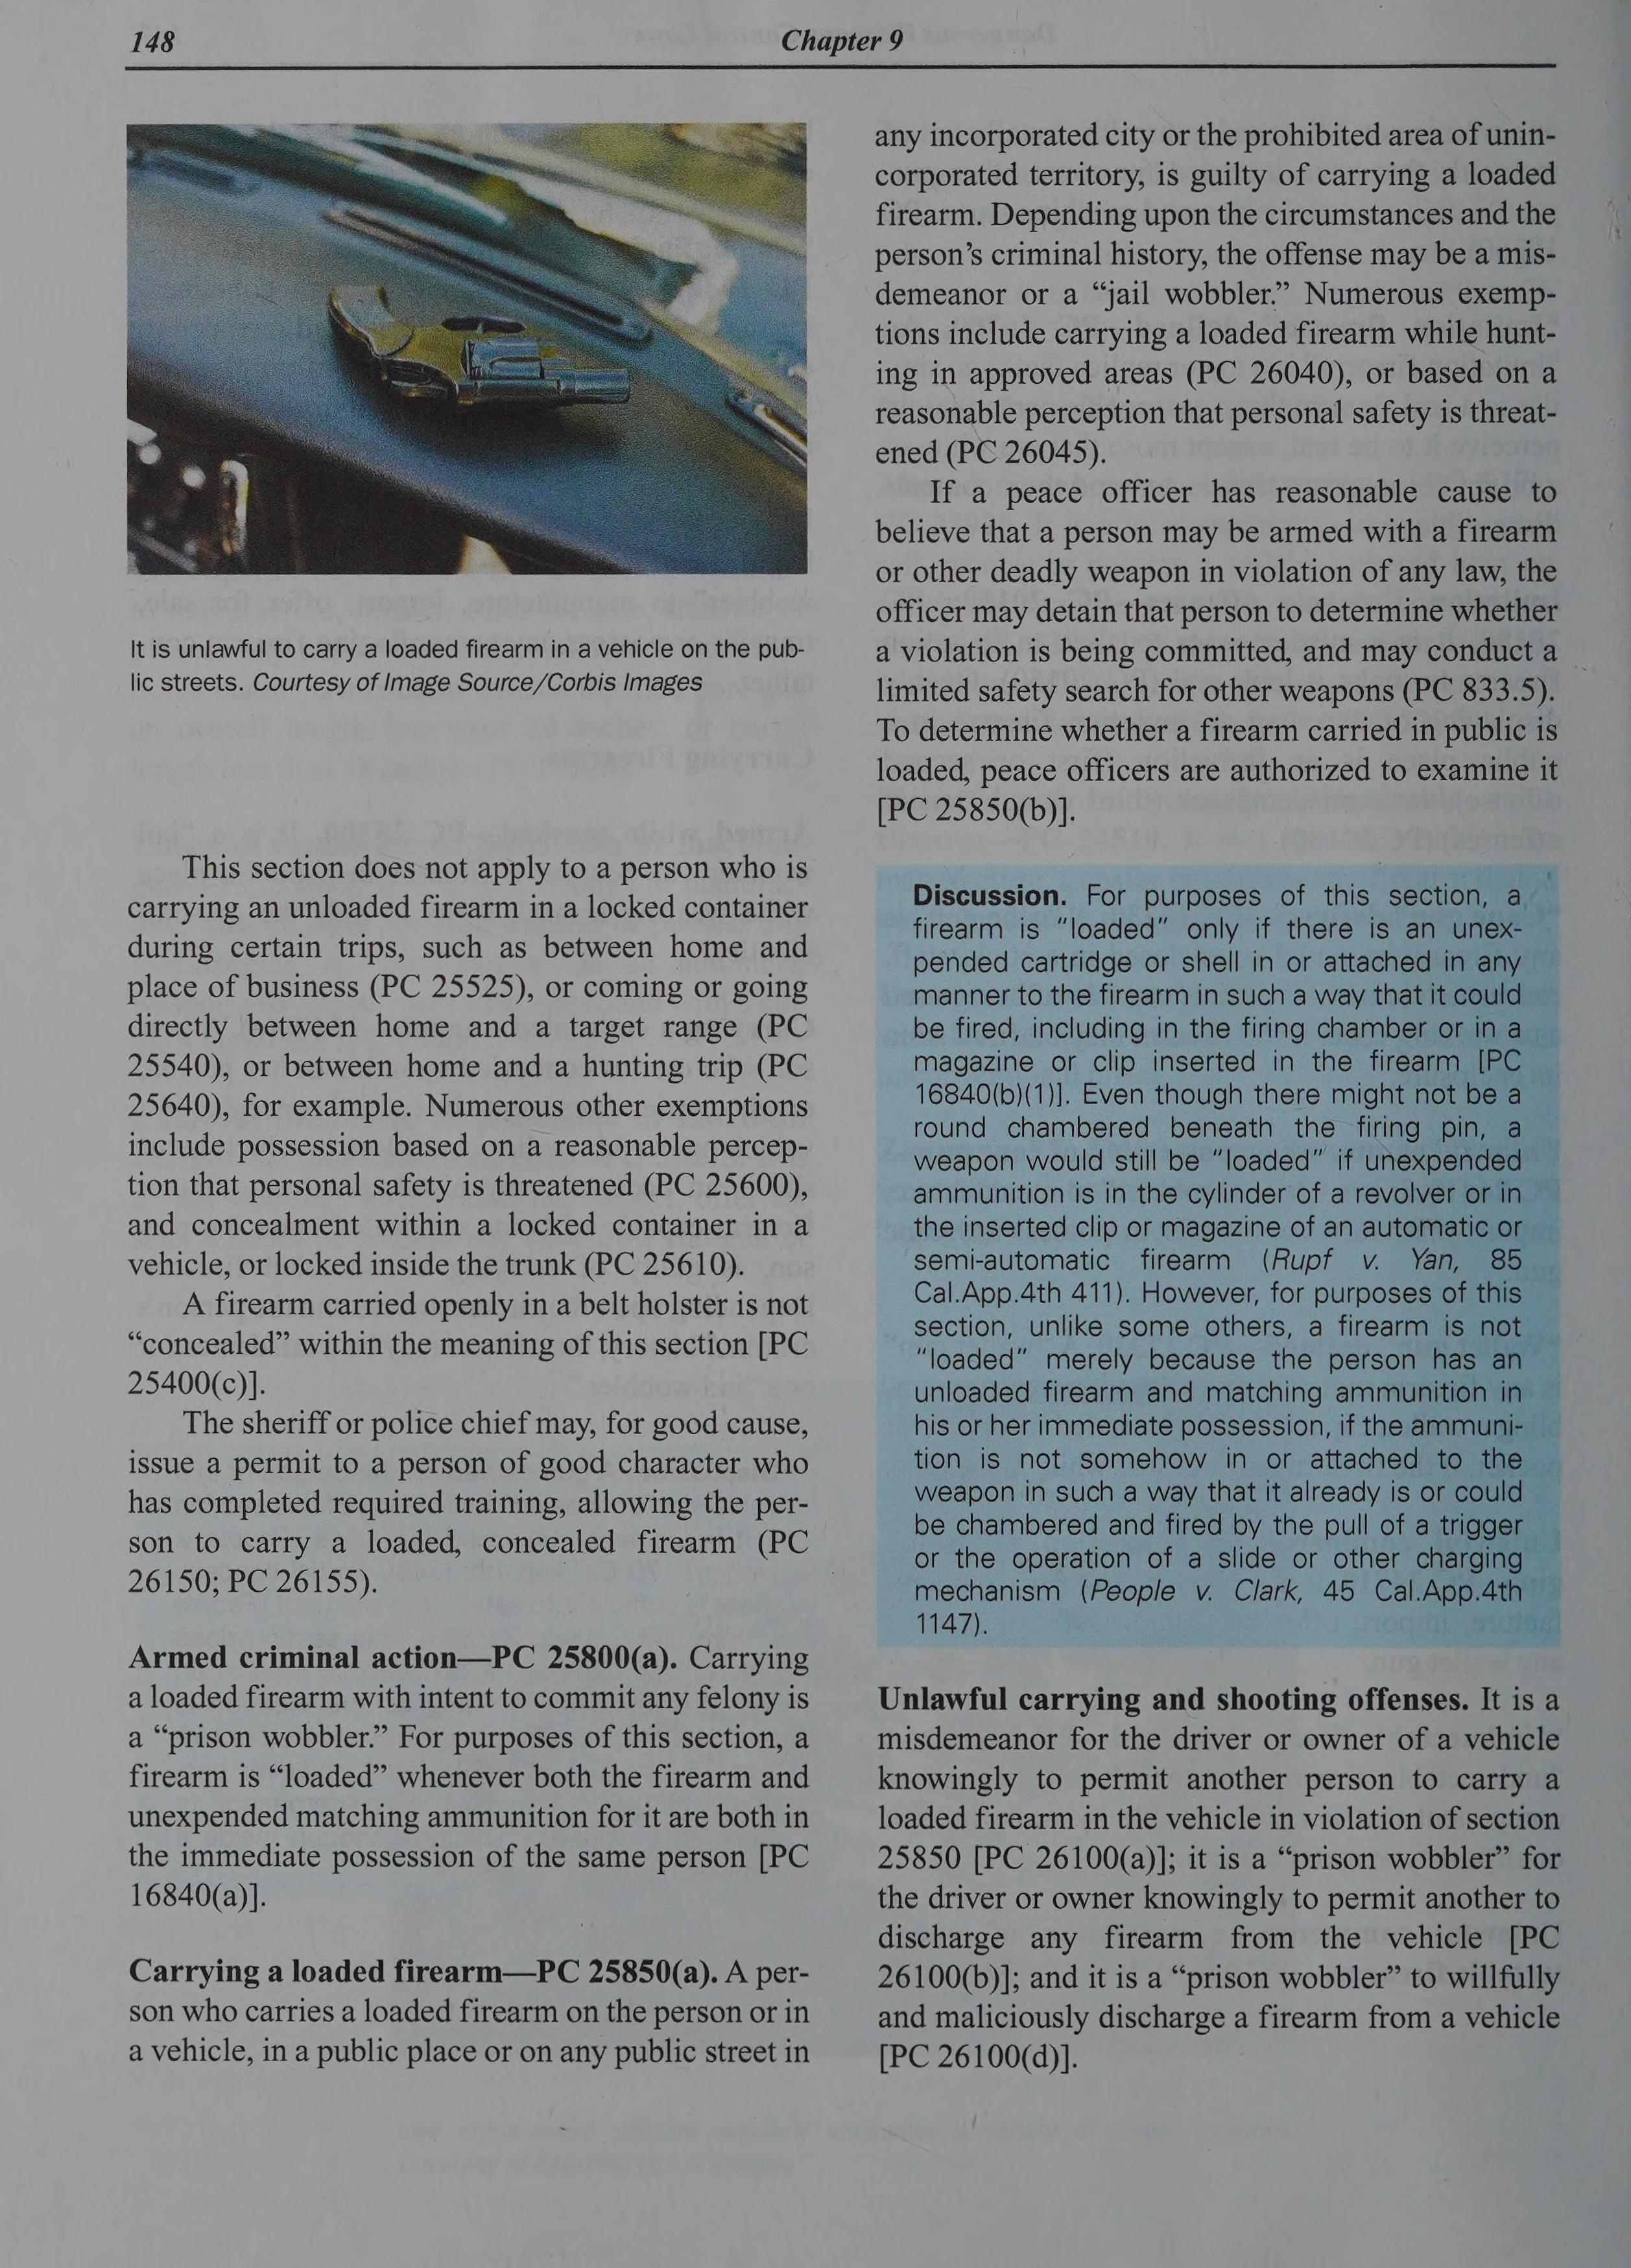 148
Chapter 9
It is unlawful to carry a loaded firearm in a vehicle on the pub-
lic streets. Courtesy of Image Source/Corbis Images
This section does not apply to a person who is
carrying an unloaded firearm in a locked container
during certain trips, such as between home and
place of business (PC 25525), or coming or going
directly between home and a target range (PC
25540), or between home and a hunting trip (PC
25640), for example. Numerous other exemptions
include possession based on a reasonable percep-
tion that personal safety is threatened (PC 25600),
and concealment within a locked container in a
vehicle, or locked inside the trunk (PC 25610).
A firearm carried openly in a belt holster is not
“concealed” within the meaning of this section [PC
25400(c)].
The sheriff or police chief may, for good cause,
issue a permit to a person of good character who
has completed required training, allowing the per-
son to carry a loaded, concealed firearm (PC
26150; PC 26155).
Armed criminal action—PC 25800(a). Carrying
a loaded firearm with intent to commit any felony is
a “prison wobbler.” For purposes of this section, a
firearm is “loaded” whenever both the firearm and
unexpended matching ammunition for it are both in
the immediate possession of the same person [PC
16840(a)].
Carrying a loaded firearm—PC 25850(a). A per-
son who carries a loaded firearm on the person or in
a vehicle, in a public place or on any public street in
any incorporated city or the prohibited area of unin-
corporated territory, is guilty of carrying a loaded
firearm. Depending upon the circumstances and the
person’s criminal history, the offense may be a mis-
demeanor or a “jail wobbler.” Numerous exemp-
tions include carrying a loaded firearm while hunt-
ing in approved areas (PC 26040), or based on a
reasonable perception that personal safety is threat-
ened (PC 26045).
If a peace officer has reasonable cause to
believe that a person may be armed with a firearm
or other deadly weapon in violation of any law, the
officer may detain that person to determine whether
a violation is being committed, and may conduct a
limited safety search for other weapons (PC 833.5).
To determine whether a firearm carried in public is
loaded, peace officers are authorized to examine it
[PC 25850(b)].
Discussion. For purposes of this section, a
firearm is “loaded” only if there is an unex-
pended cartridge or shell in or attached in any
manner to the firearm in such a way that it could
be fired, including in the firing chamber or in a
magazine or clip inserted in the firearm [PC
16840(b)(1)]. Even though there might not be a
round chambered beneath the firing pin, a
weapon would still be “loaded” if unexpended
ammunition is in the cylinder of a revolver or in
the inserted clip or magazine of an automatic or
semi-automatic firearm (Rupf v. Yan, 85
Cal.App.4th 411). However, for purposes of this
section, unlike some others, a firearm is not
“loaded” merely because the person has an
unloaded firearm and matching ammunition in
his or her immediate possession, if the ammuni-
tion is not somehow in or attached to the
weapon in such a way that it already is or could
be chambered and fired by the pull of a trigger
or the operation of a slide or other charging
mechanism (People v. Clark, 45 Cal.App.4th
1147).
Unlawful carrying and shooting offenses. It is a
misdemeanor for the driver or owner of a vehicle
knowingly to permit another person to carry a
loaded firearm in the vehicle in violation of section
25850 [PC 26100(a)]; it is a “prison wobbler” for
the driver or owner knowingly to permit another to
discharge any firearm from the vehicle [PC
26100(b)]; and it is a “prison wobbler” to willfully
and maliciously discharge a firearm from a vehicle
[PC 26100(d)].